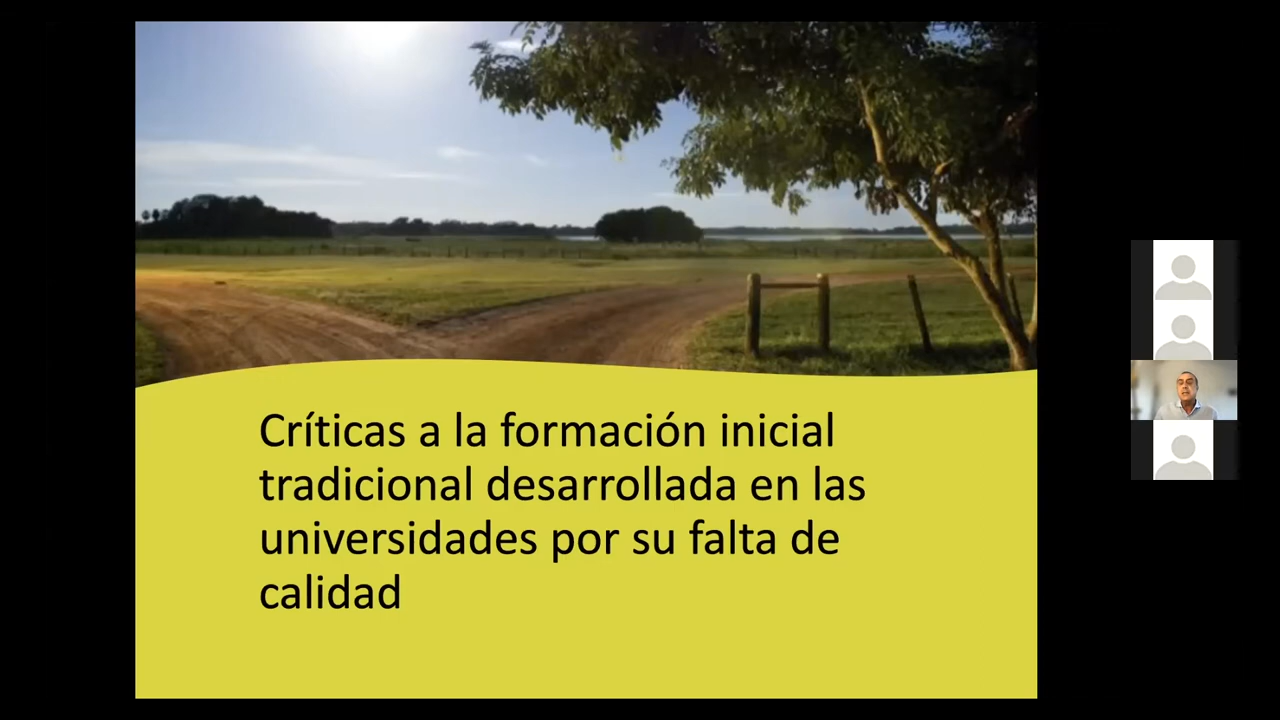 Críticas a la formación inicial
tradicional desarrollada en las
universidades por su falta de
calidad